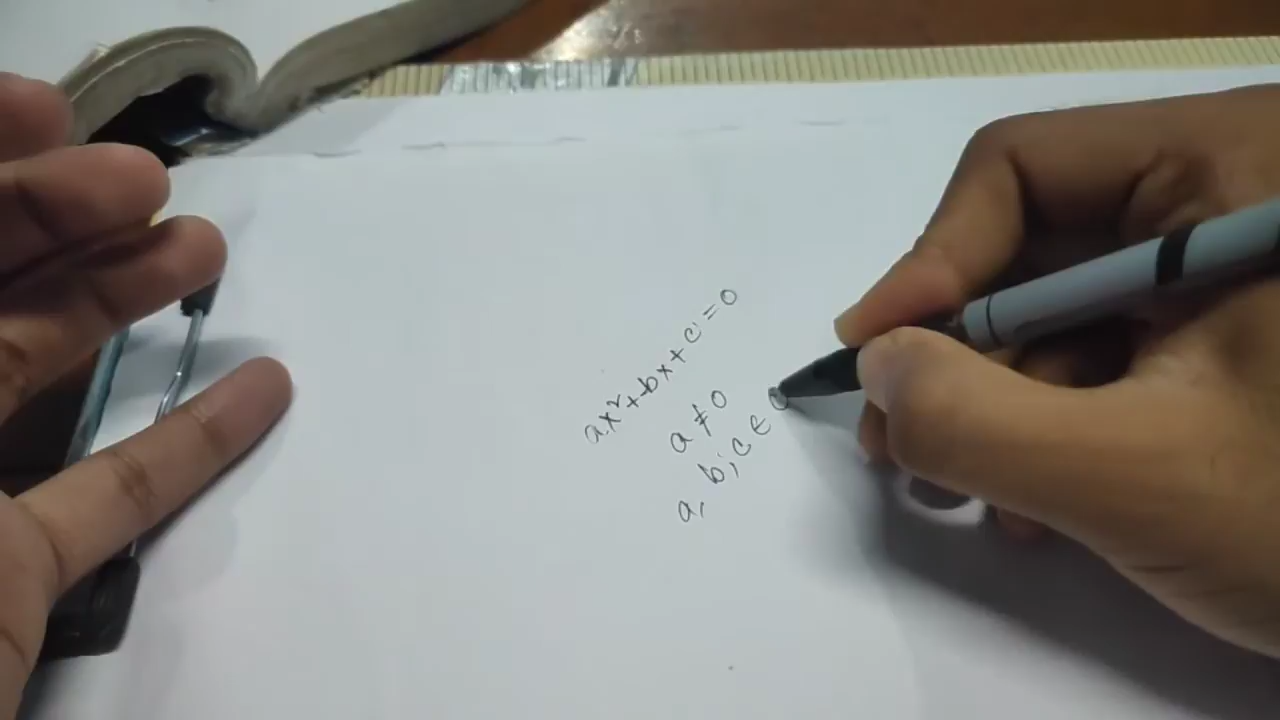 ax²+bx+c=0
a≠0
a, b, c ∈